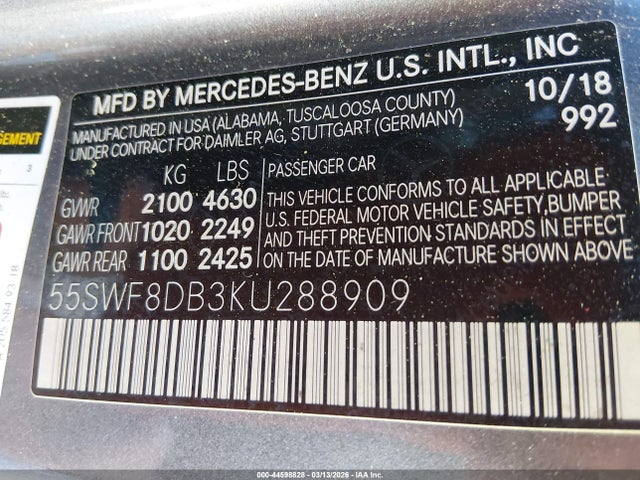 MFD BY MERCEDES-BENZ U.S. INTL., INC
10/18
MANUFACTURED IN USA (ALABAMA, TUSCALOOSA COUNTY)
UNDER CONTRACT FOR DAIMLER AG, STUTTGART (GERMANY)
992
KG LBS
GVWR 2100 4630
GAWR FRONT 1020 2249
GAWR REAR 1100 2425
PASSENGER CAR
THIS VEHICLE CONFORMS TO ALL APPLICABLE
U.S. FEDERAL MOTOR VEHICLE SAFETY, BUMPER
AND THEFT PREVENTION STANDARDS IN EFFECT
ON THE DATE OF MANUFACTURE SHOWN ABOVE
55SWF8DB3KU288909
3
000-44598828 | 03/13/2026 | IAA, Inc.